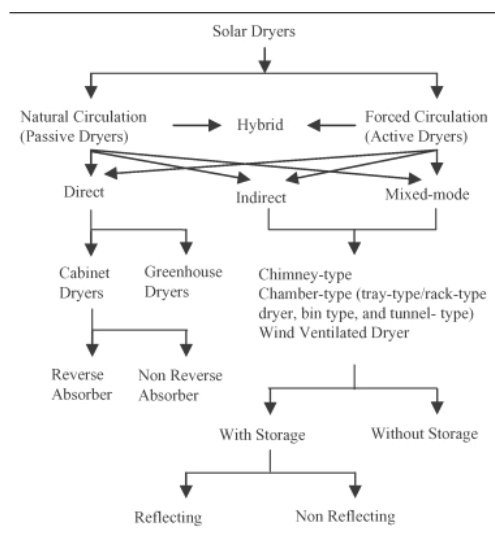 Solar Dryers
Natural Circulation
(Passive Dryers)
Hybrid
Forced Circulation
(Active Dryers)
Direct
Indirect
Mixed-mode
Cabinet
Dryers
Greenhouse
Dryers
Chimney-type
Chamber-type (tray-type/rack-type
dryer, bin type, and tunnel- type)
Wind Ventilated Dryer
Reverse
Absorber
Non Reverse
Absorber
With Storage
Without Storage
Reflecting
Non Reflecting